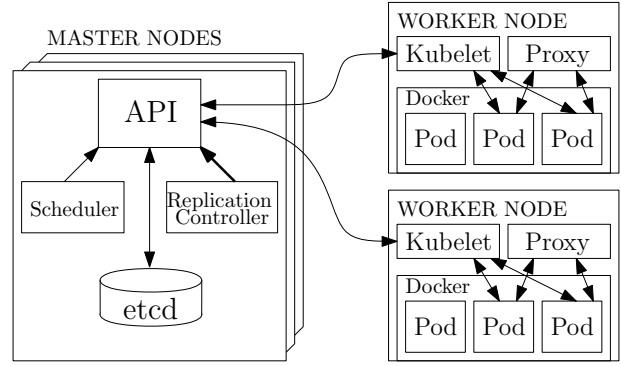 MASTER NODES
API
Scheduler
Replication
Controller
etcd
WORKER NODE
Kubelet Proxy
Docker
Pod Pod Pod
WORKER NODE
Kubelet Proxy
Docker
Pod Pod Pod